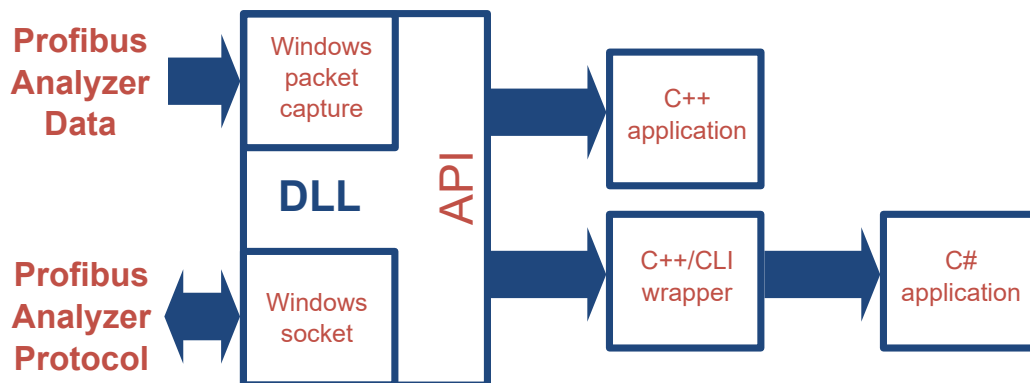 Profibus
Analyzer
Data
Windows
packet
capture
DLL
API
C++
application
Profibus
Analyzer
Protocol
Windows
socket
C++/CLI
wrapper
C#
application